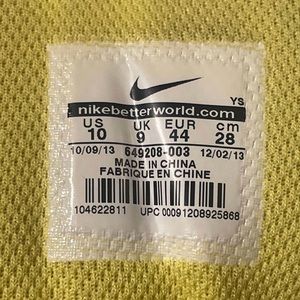 YS
nikebetterworld.com
US UK EUR cm
10 9 44 28
10/09/13 649208-003 12/02/13
MADE IN CHINA
FABRIQUE EN CHINE
104622811 UPC 00091208925868